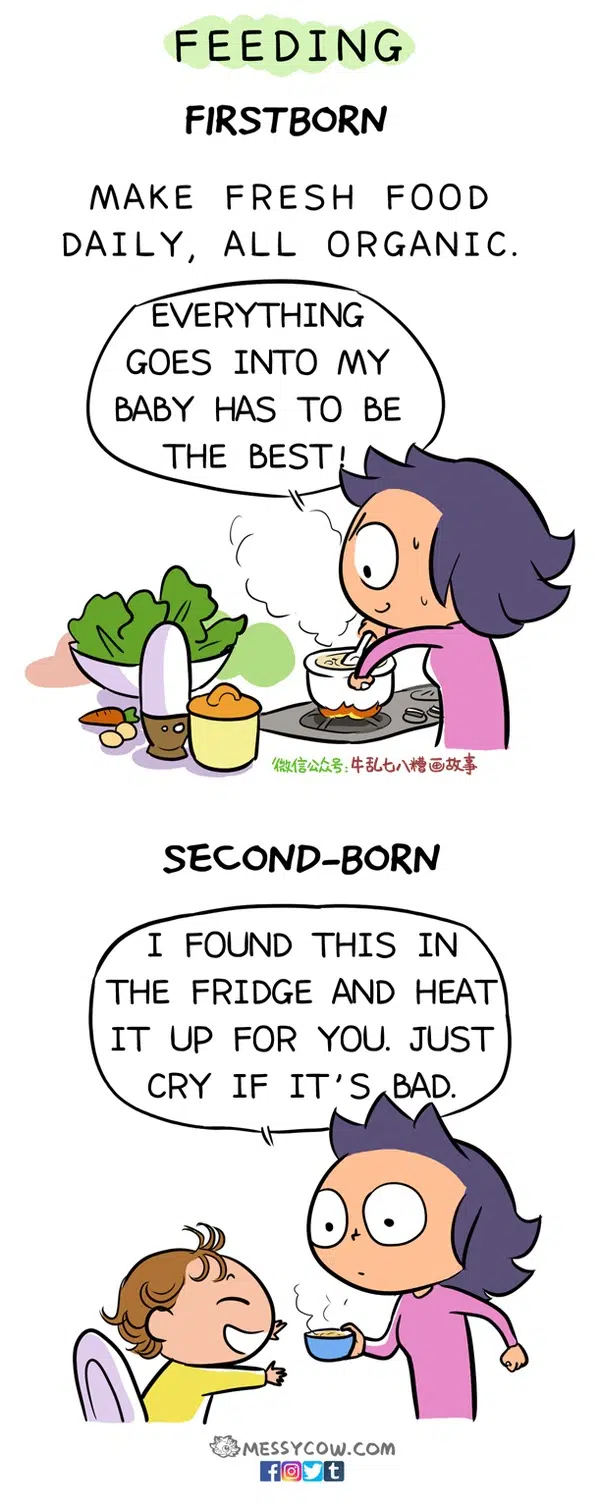 FEEDING
FIRSTBORN
MAKE FRESH FOOD
DAILY, ALL ORGANIC.
EVERYTHING
GOES INTO MY
BABY HAS TO BE
THE BEST!
微信公众号:牛乱七八糟画故事
SECOND-BORN
I FOUND THIS IN
THE FRIDGE AND HEAT
IT UP FOR YOU. JUST
CRY IF IT'S BAD.
MESSYCOW.COM